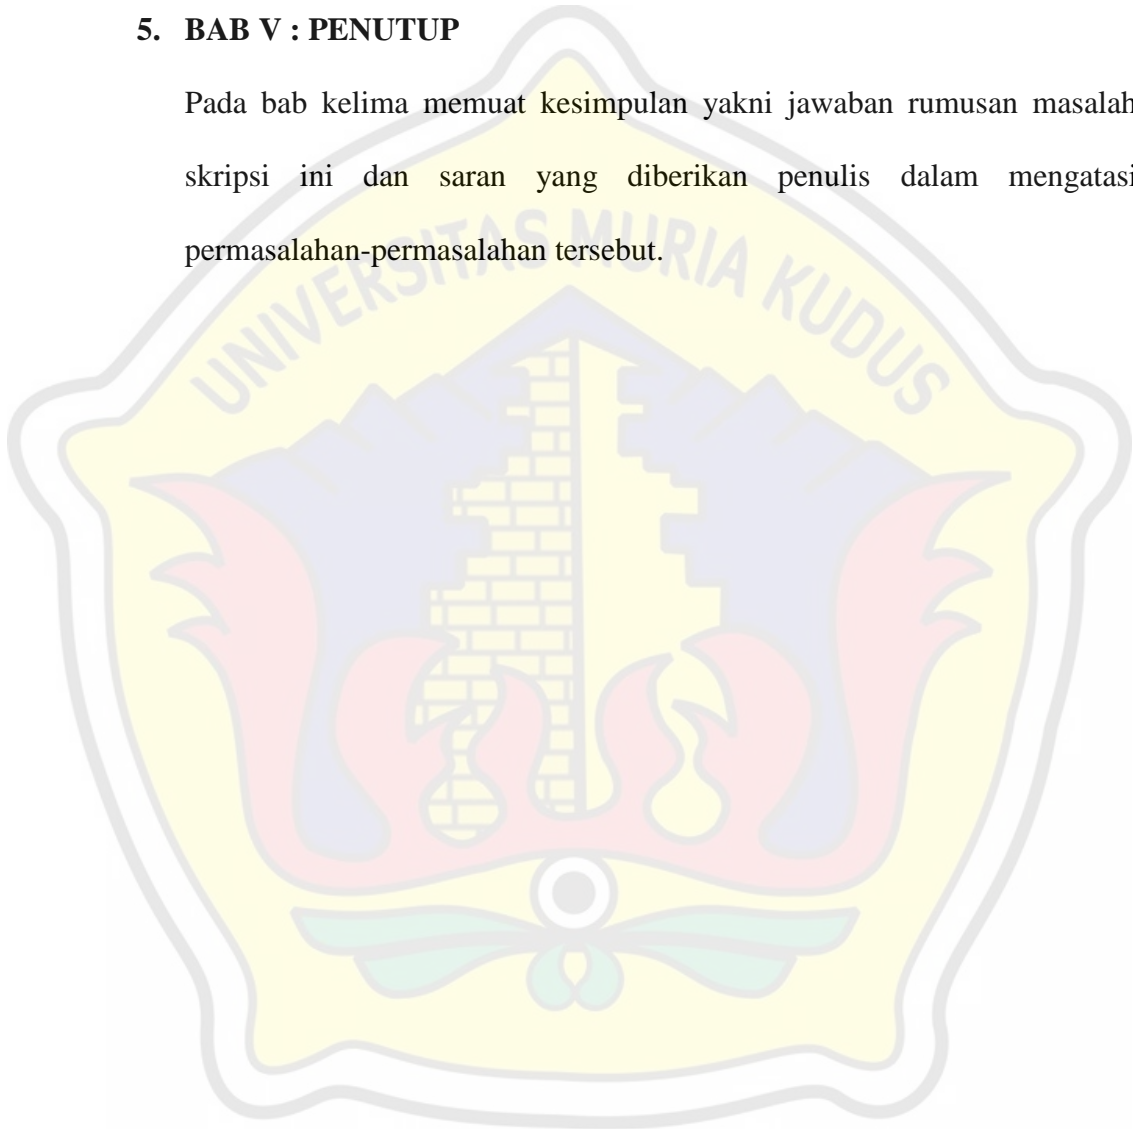 5. BAB V : PENUTUP
Pada bab kelima memuat kesimpulan yakni jawaban rumusan masalah
skripsi ini dan saran yang diberikan penulis dalam mengatasi
permasalahan-permasalahan tersebut.
UNIVERSITAS MURIA KUDUS